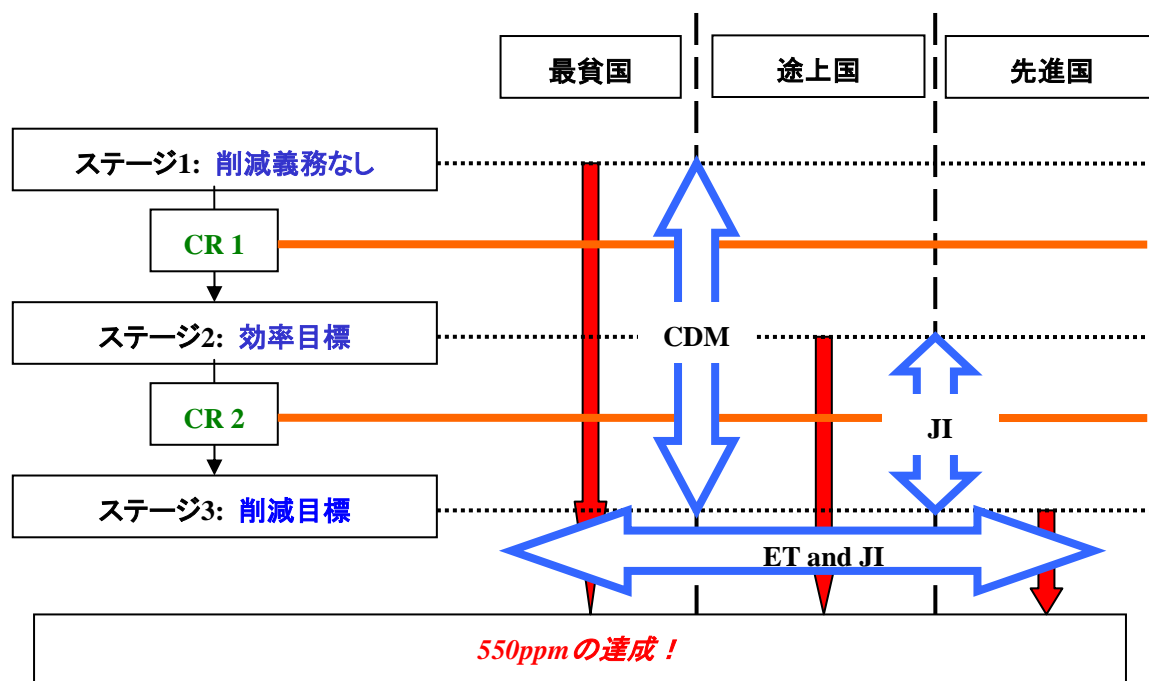 最貧国
途上国
先進国
ステージ1: 削減義務なし
CR 1
ステージ2: 効率目標
CDM
CR 2
JI
ステージ3: 削減目標
ET and JI
550ppmの達成！